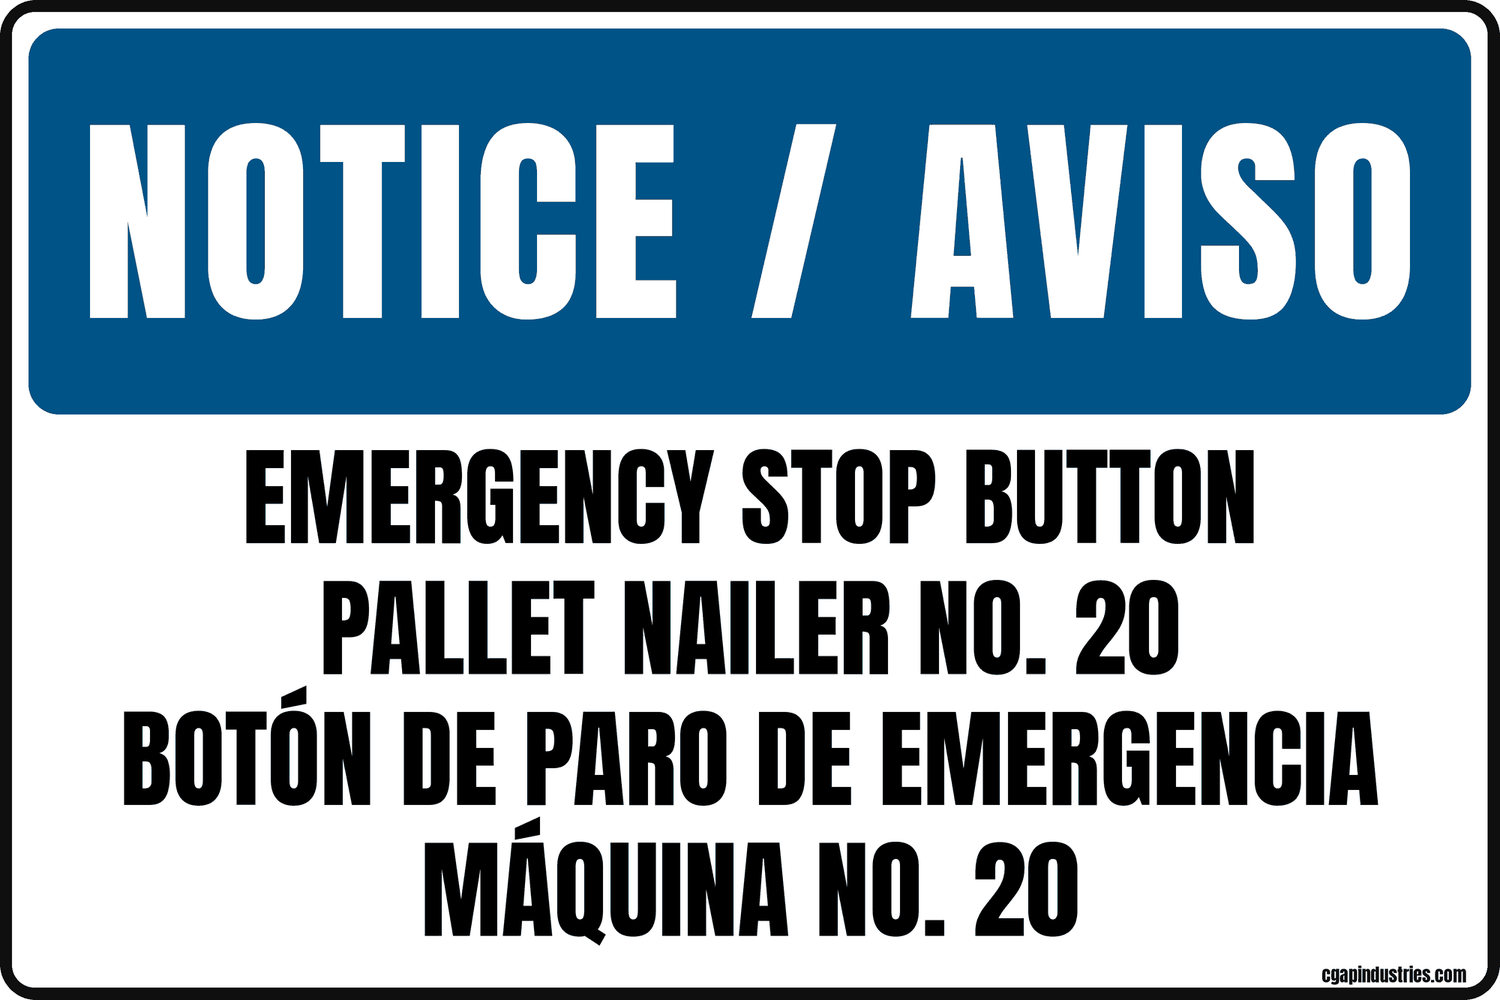 NOTICE / AVISO
EMERGENCY STOP BUTTON
PALLET NAILER NO. 20
BOTÓN DE PARO DE EMERGENCIA
MÁQUINA NO. 20
cgapindustries.com